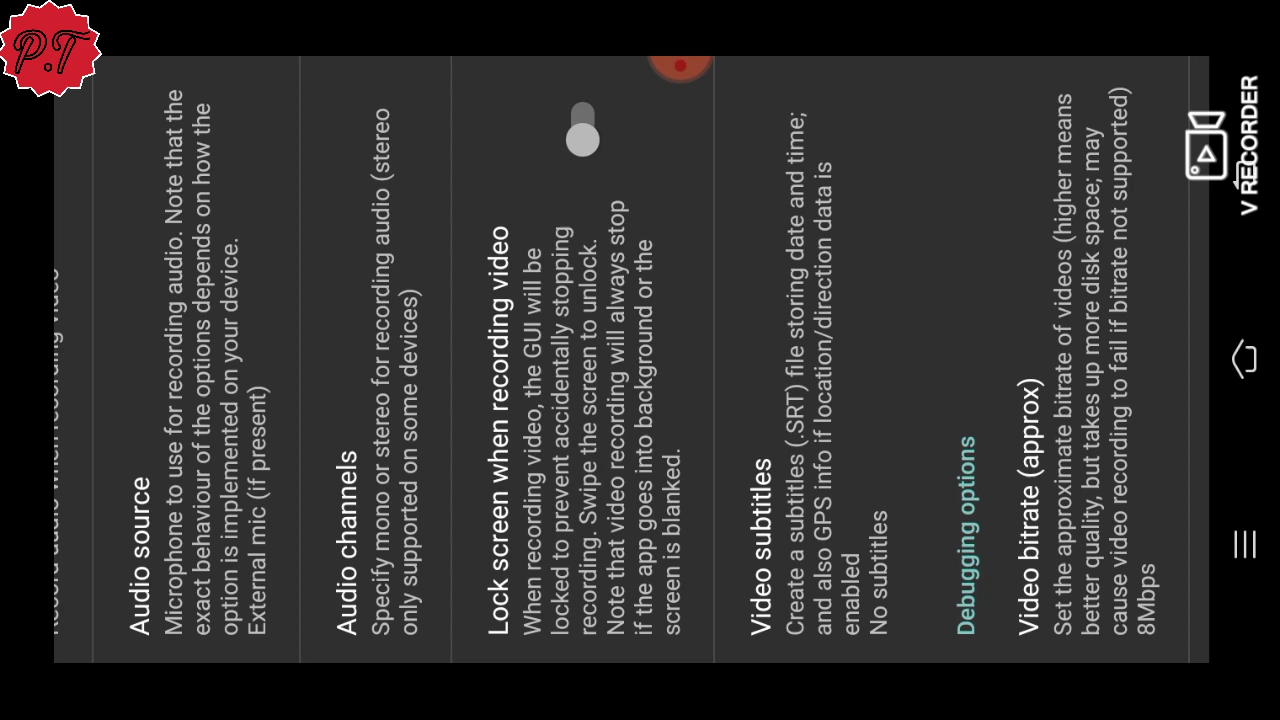 P.T
Record audio when recording video
Audio source
Microphone to use for recording audio. Note that the
exact behaviour of the options depends on how the
option is implemented on your device.
External mic (if present)
Audio channels
Specify mono or stereo for recording audio (stereo
only supported on some devices)
Lock screen when recording video
When recording video, the GUI will be
locked to prevent accidentally stopping
recording. Swipe the screen to unlock.
Note that video recording will always stop
if the app goes into background or the
screen is blanked.
Video subtitles
Create a subtitles (.SRT) file storing date and time;
and also GPS info if location/direction data is
enabled
No subtitles
Debugging options
Video bitrate (approx)
Set the approximate bitrate of videos (higher means
better quality, but takes up more disk space; may
cause video recording to fail if bitrate not supported)
8Mbps
V RECORDER